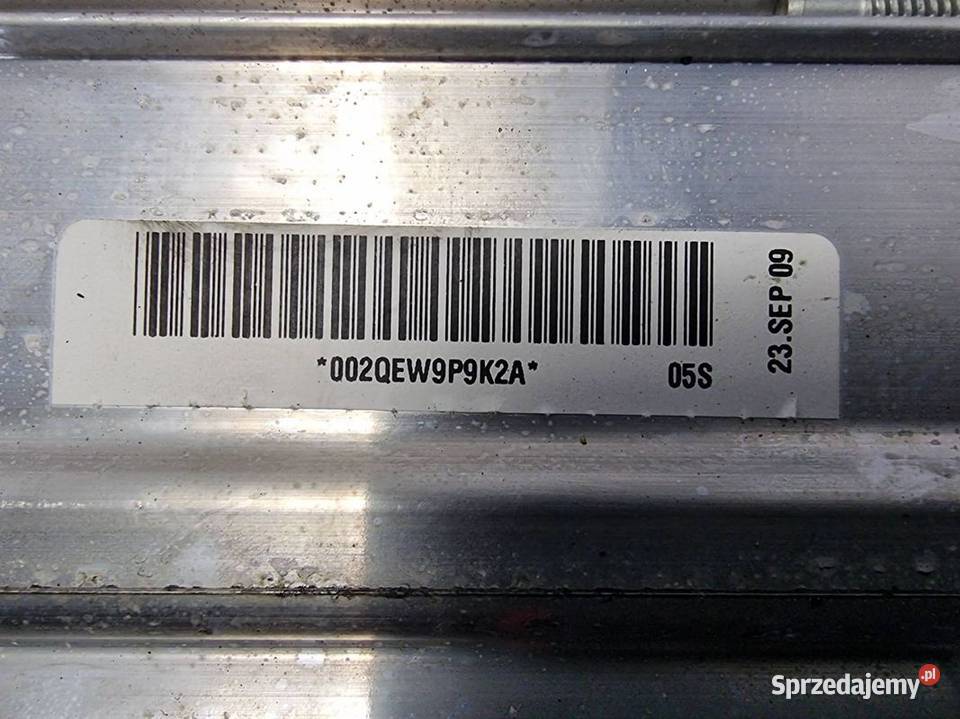 *002QEW9P9K2A*
05S
23.SEP 09
Sprzedajemy.pl